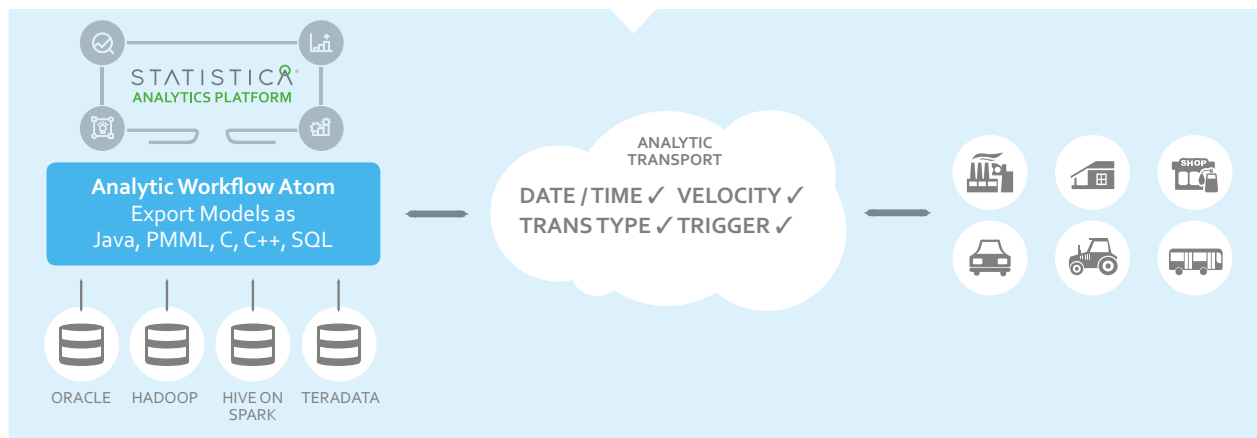 STATISTICA
ANALYTICS PLATFORM
Analytic Workflow Atom
Export Models as
Java, PMML, C, C++, SQL
ORACLE
HADOOP
HIVE ON
SPARK
TERADATA
ANALYTIC
TRANSPORT
DATE / TIME ✓ VELOCITY ✓
TRANS TYPE ✓ TRIGGER ✓
SHOP